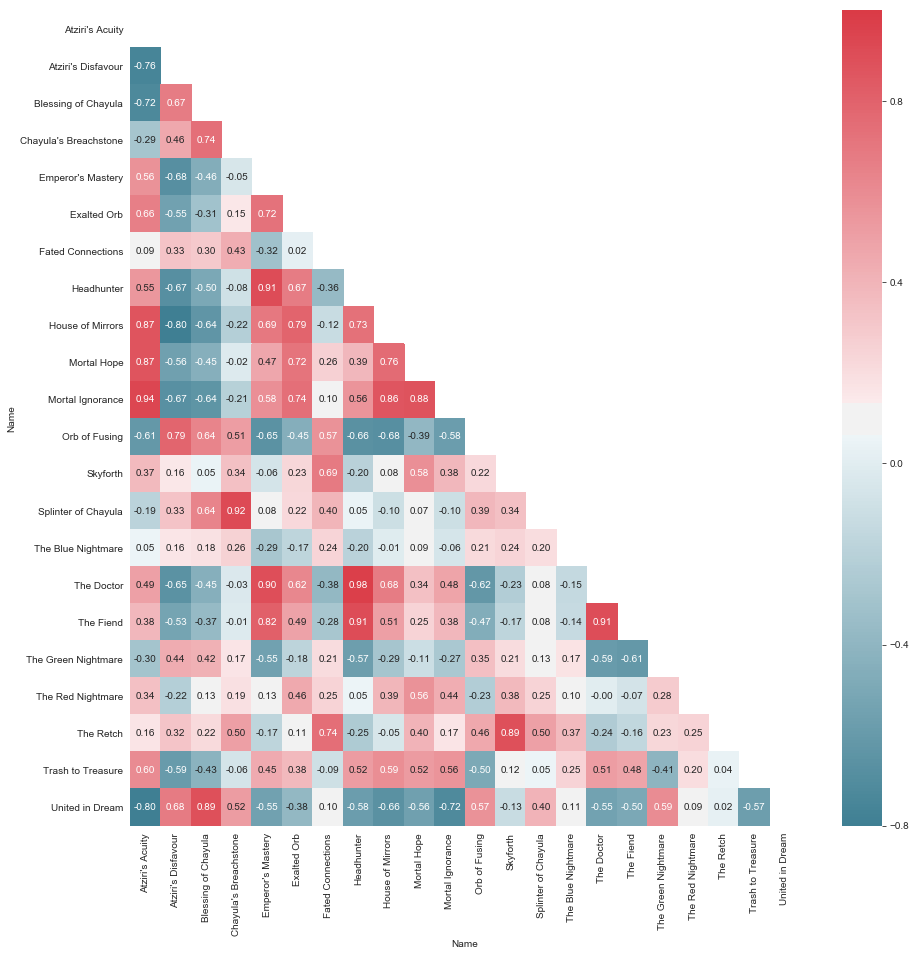 Atziri's Acuity
Atziri's Disfavour -0.76
Blessing of Chayula -0.72 0.67
Chayula's Breachstone -0.29 0.46 0.74
Emperor's Mastery 0.56 -0.68 -0.46 -0.05
Exalted Orb 0.66 -0.55 -0.31 0.15 0.72
Fated Connections 0.09 0.33 0.30 0.43 -0.32 0.02
Headhunter 0.55 -0.67 -0.50 -0.08 0.91 0.67 -0.36
House of Mirrors 0.87 -0.80 -0.64 -0.22 0.69 0.79 -0.12 0.73
Mortal Hope 0.87 -0.56 -0.45 -0.02 0.47 0.72 0.26 0.39 0.76
Mortal Ignorance 0.94 -0.67 -0.64 -0.21 0.58 0.74 0.10 0.56 0.86 0.88
Orb of Fusing -0.61 0.79 0.64 0.51 -0.65 -0.45 0.57 -0.66 -0.68 -0.39 -0.58
Skyforth 0.37 0.16 0.05 0.34 -0.06 0.23 0.69 -0.20 0.08 0.58 0.38 0.22
Splinter of Chayula -0.19 0.33 0.64 0.92 0.08 0.22 0.40 0.05 -0.10 0.07 -0.10 0.39 0.34
The Blue Nightmare 0.05 0.16 0.18 0.26 -0.29 -0.17 0.24 -0.20 -0.01 0.09 -0.06 0.21 0.24 0.20
The Doctor 0.49 -0.65 -0.45 -0.03 0.90 0.62 -0.38 0.98 0.68 0.34 0.48 -0.62 -0.23 0.08 -0.15
The Fiend 0.38 -0.53 -0.37 -0.01 0.82 0.49 -0.28 0.91 0.51 0.25 0.38 -0.47 -0.17 0.08 -0.14 0.91
The Green Nightmare -0.30 0.44 0.42 0.17 -0.55 -0.18 0.21 -0.57 -0.29 -0.11 -0.27 0.35 0.21 0.13 0.17 -0.59 -0.61
The Red Nightmare 0.34 -0.22 0.13 0.19 0.13 0.46 0.25 0.05 0.39 0.56 0.44 -0.23 0.38 0.25 0.10 -0.00 -0.07 0.28
The Retch 0.16 0.32 0.22 0.50 -0.17 0.11 0.74 -0.25 -0.05 0.40 0.17 0.46 0.89 0.50 0.37 -0.24 -0.16 0.23 0.25
Trash to Treasure 0.60 -0.59 -0.43 -0.06 0.45 0.38 -0.09 0.52 0.59 0.52 0.56 -0.50 0.12 0.05 0.25 0.51 0.48 -0.41 0.20 0.04
United in Dream -0.80 0.68 0.89 0.52 -0.55 -0.38 0.10 -0.58 -0.66 -0.56 -0.72 0.57 -0.13 0.40 0.11 -0.55 -0.50 0.59 0.09 0.02 -0.57
Name
Atziri's Acuity
Atziri's Disfavour
Blessing of Chayula
Chayula's Breachstone
Emperor's Mastery
Exalted Orb
Fated Connections
Headhunter
House of Mirrors
Mortal Hope
Mortal Ignorance
Orb of Fusing
Skyforth
Splinter of Chayula
The Blue Nightmare
The Doctor
The Fiend
The Green Nightmare
The Red Nightmare
The Retch
Trash to Treasure
United in Dream
Name
0.8
0.4
0.0
−0.4
−0.8